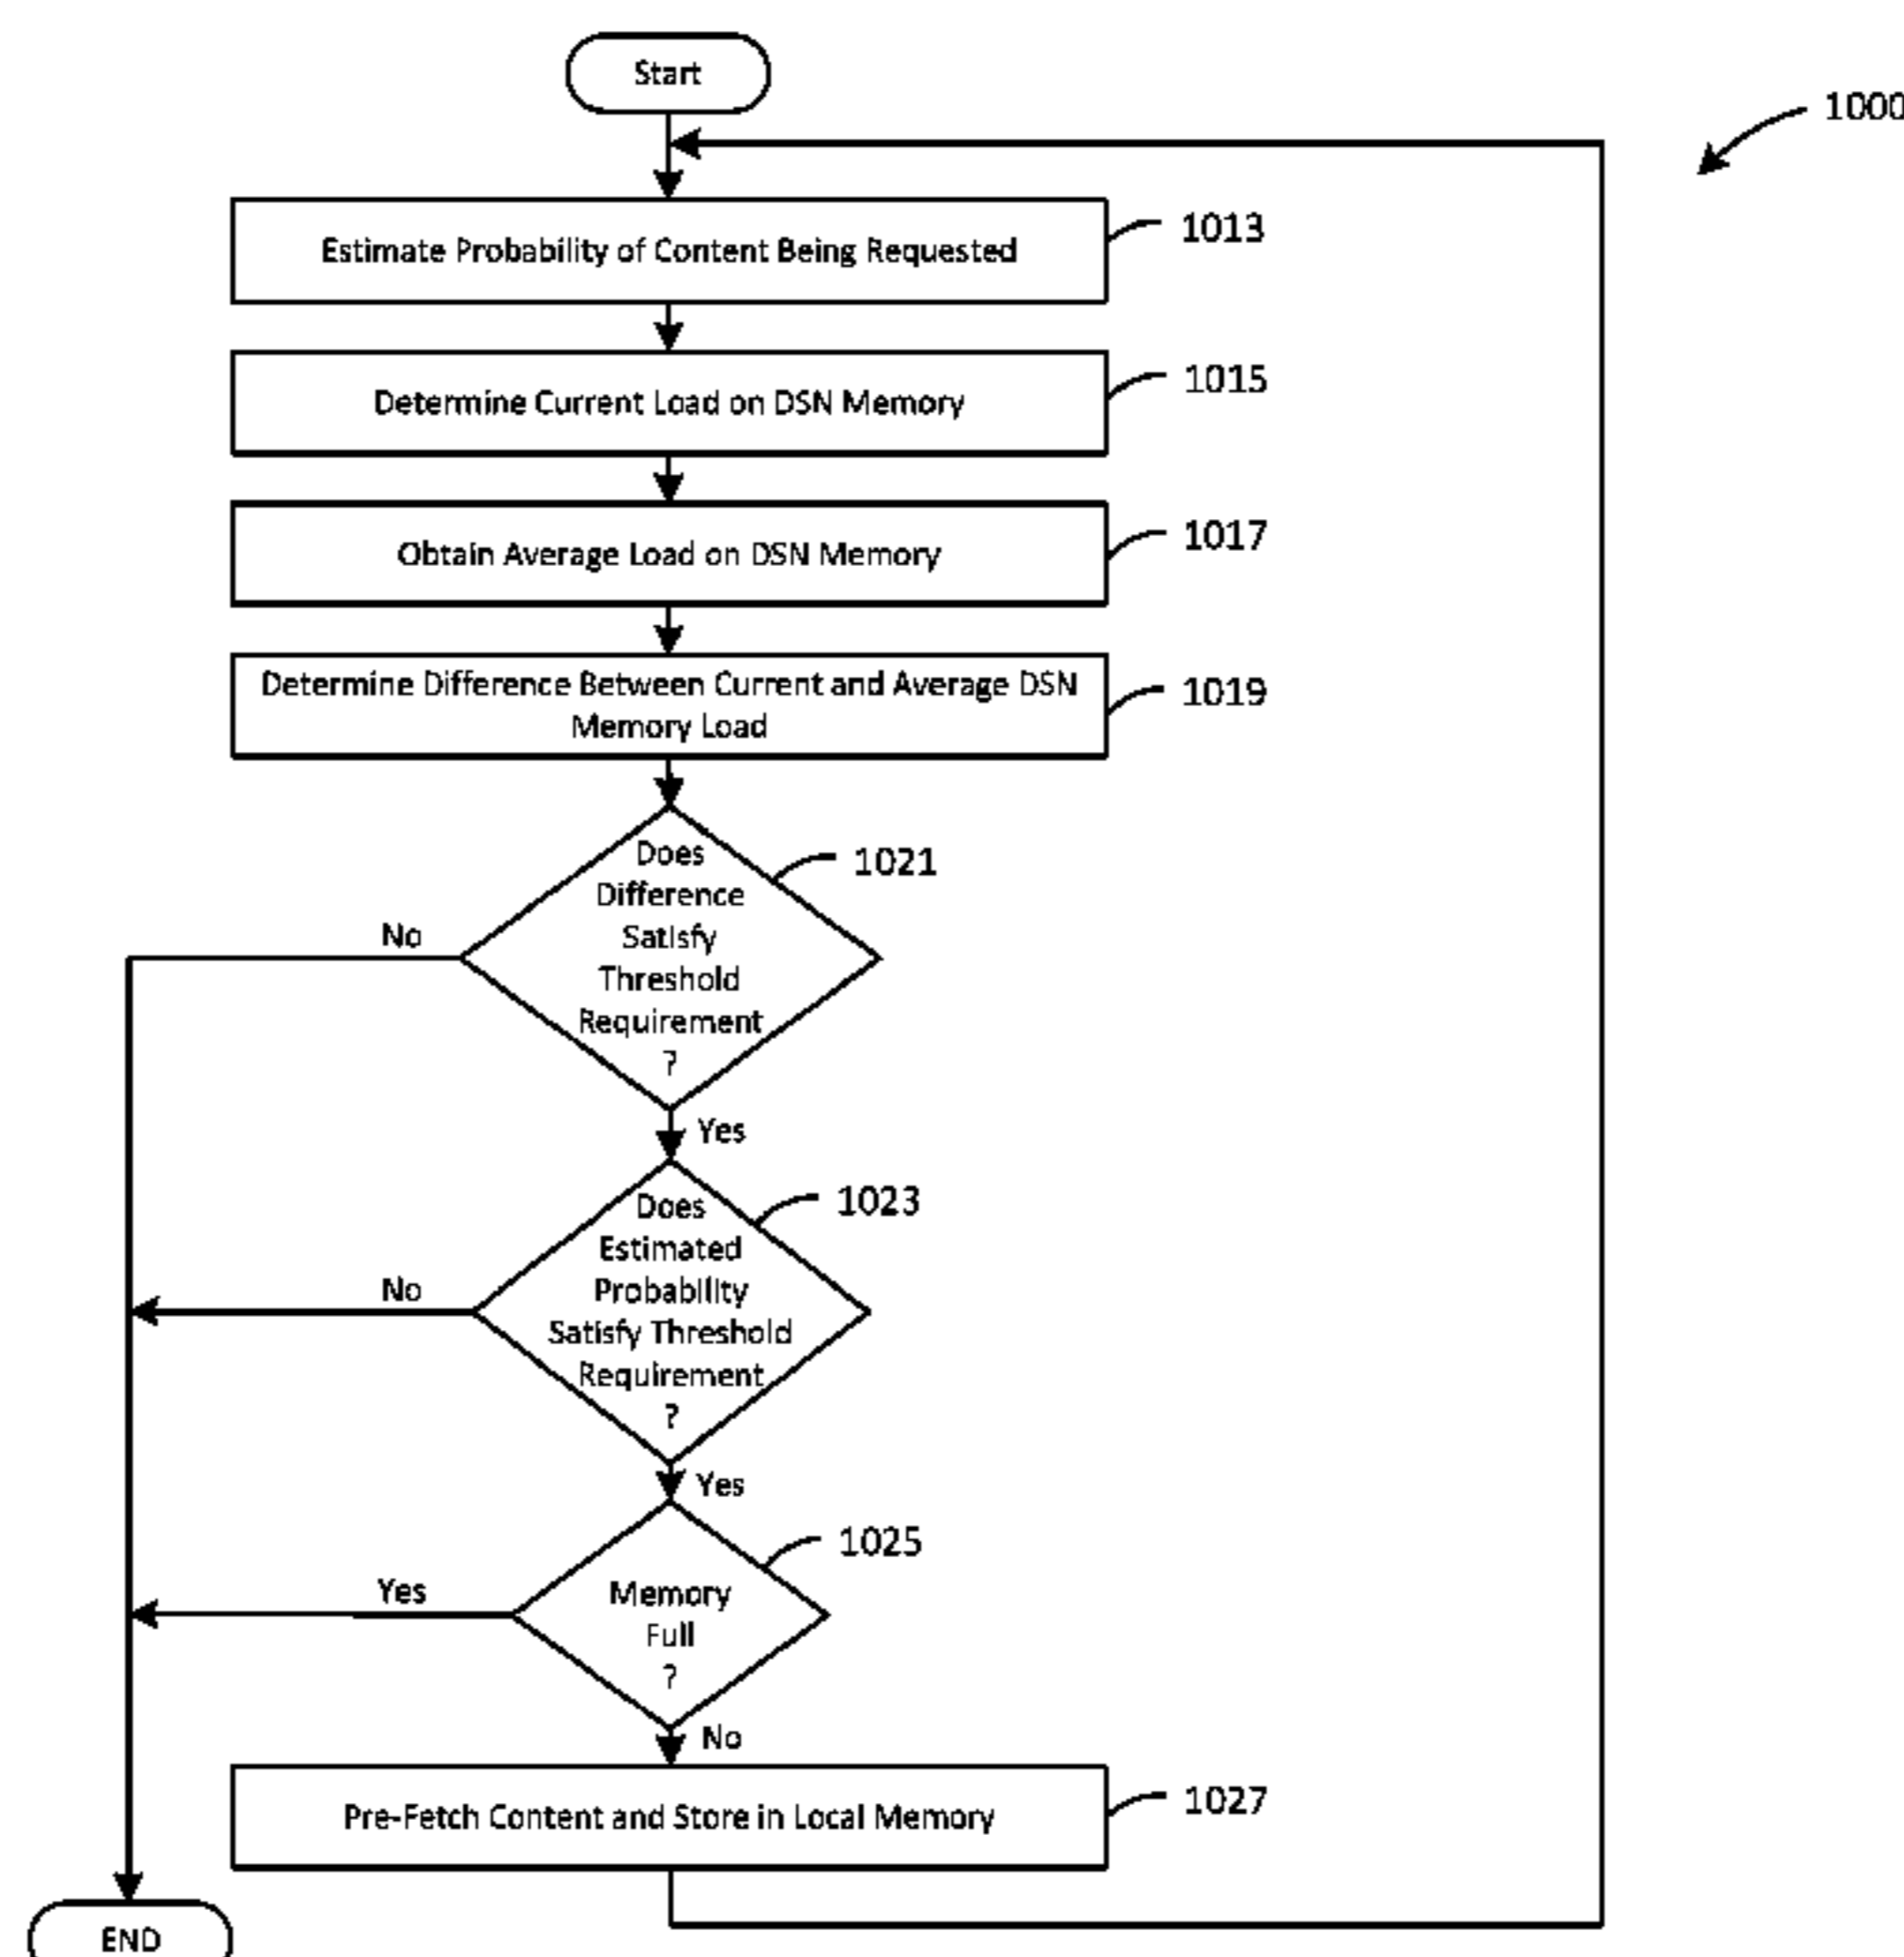 Start
1000
Estimate Probability of Content Being Requested
1013
Determine Current Load on DSN Memory
1015
Obtain Average Load on DSN Memory
1017
Determine Difference Between Current and Average DSN
Memory Load
1019
Does
Difference
Satisfy
Threshold
Requirement
?
1021
No
Yes
Does
Estimated
Probability
Satisfy Threshold
Requirement
?
1023
No
Yes
Memory
Full
?
1025
Yes
No
Pre-Fetch Content and Store in Local Memory
1027
END